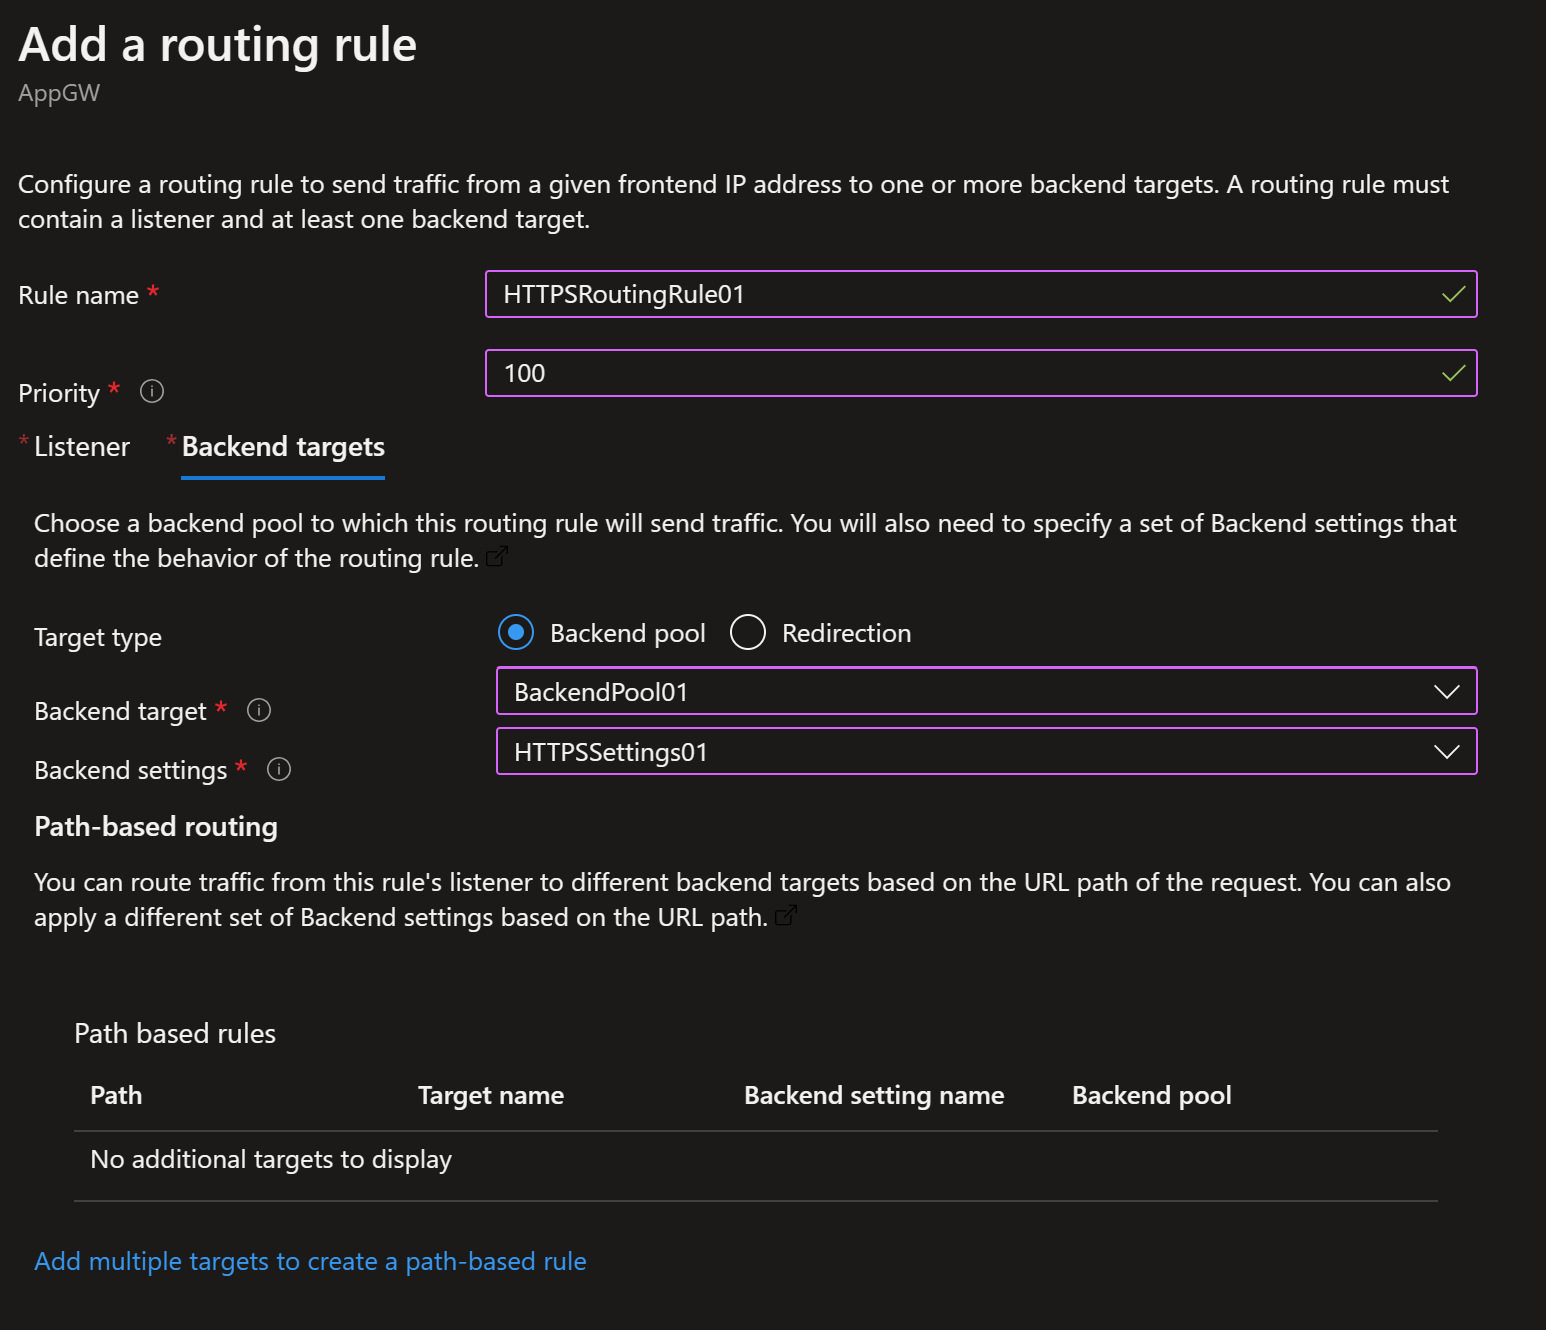 Add a routing rule
AppGW
Configure a routing rule to send traffic from a given frontend IP address to one or more backend targets. A routing rule must
contain a listener and at least one backend target.
Rule name *
HTTPSRoutingRule01
Priority *
100
* Listener * Backend targets
Choose a backend pool to which this routing rule will send traffic. You will also need to specify a set of Backend settings that
define the behavior of the routing rule.
Target type
Backend pool Redirection
Backend target *
BackendPool01
Backend settings *
HTTPSSettings01
Path-based routing
You can route traffic from this rule's listener to different backend targets based on the URL path of the request. You can also
apply a different set of Backend settings based on the URL path.
Path based rules
Path Target name Backend setting name Backend pool
No additional targets to display
Add multiple targets to create a path-based rule